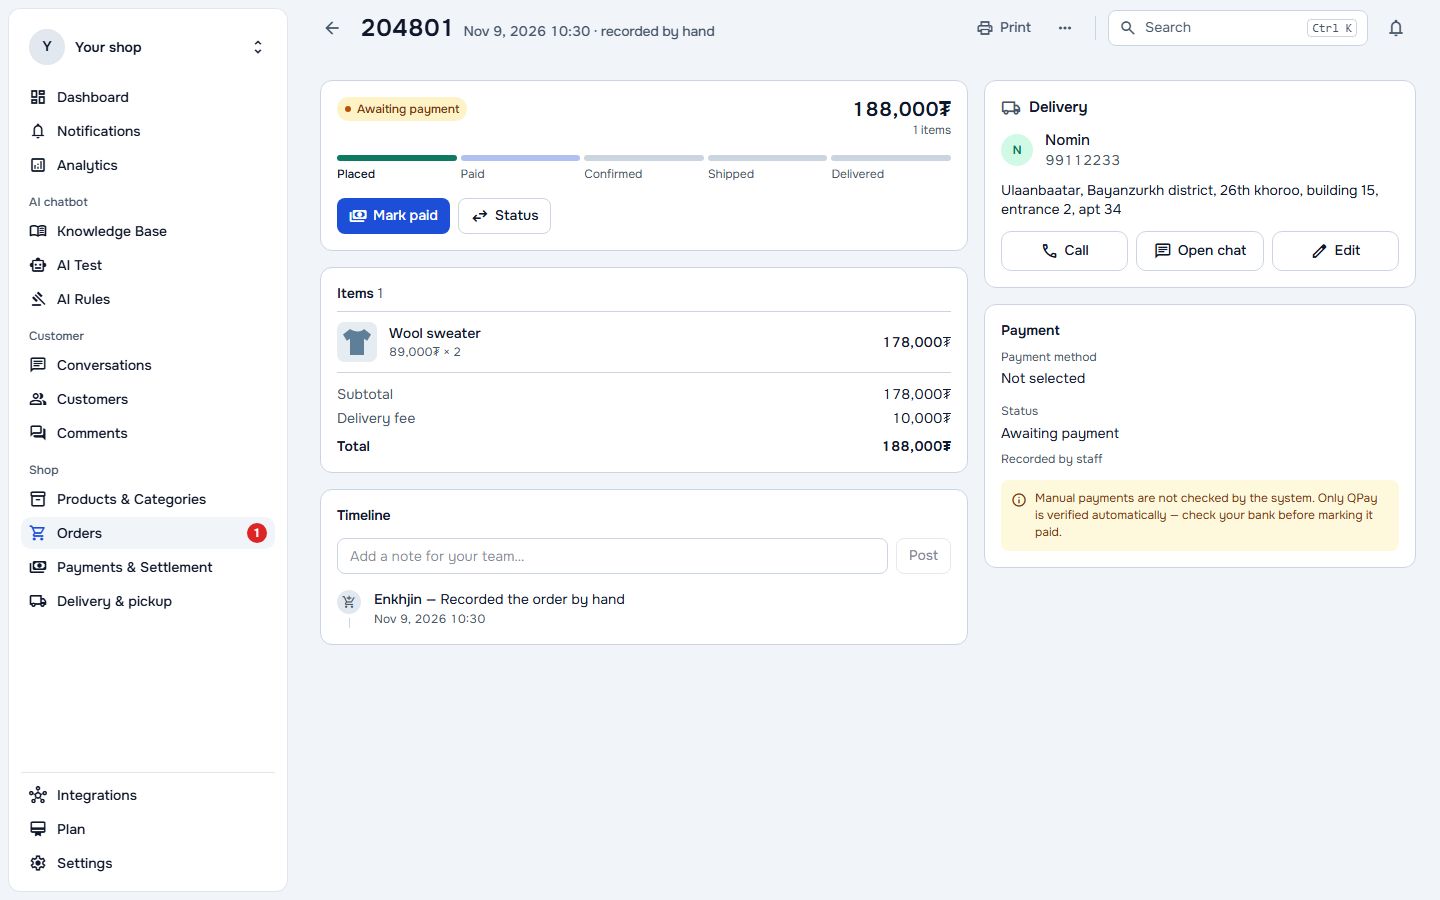 Y
Your shop
Dashboard
Notifications
Analytics
AI chatbot
Knowledge Base
AI Test
AI Rules
Customer
Conversations
Customers
Comments
Shop
Products & Categories
Orders
1
Payments & Settlement
Delivery & pickup
Integrations
Plan
Settings
204801 Nov 9, 2026 10:30 · recorded by hand
Print
Search
Ctrl K
Awaiting payment
188,000₮
1 items
Placed
Paid
Confirmed
Shipped
Delivered
Mark paid
Status
Items 1
Wool sweater
89,000₮ × 2
178,000₮
Subtotal
178,000₮
Delivery fee
10,000₮
Total
188,000₮
Timeline
Add a note for your team...
Post
Enkhjin — Recorded the order by hand
Nov 9, 2026 10:30
Delivery
N
Nomin
99112233
Ulaanbaatar, Bayanzurkh district, 26th khoroo, building 15,
entrance 2, apt 34
Call
Open chat
Edit
Payment
Payment method
Not selected
Status
Awaiting payment
Recorded by staff
Manual payments are not checked by the system. Only QPay
is verified automatically — check your bank before marking it
paid.